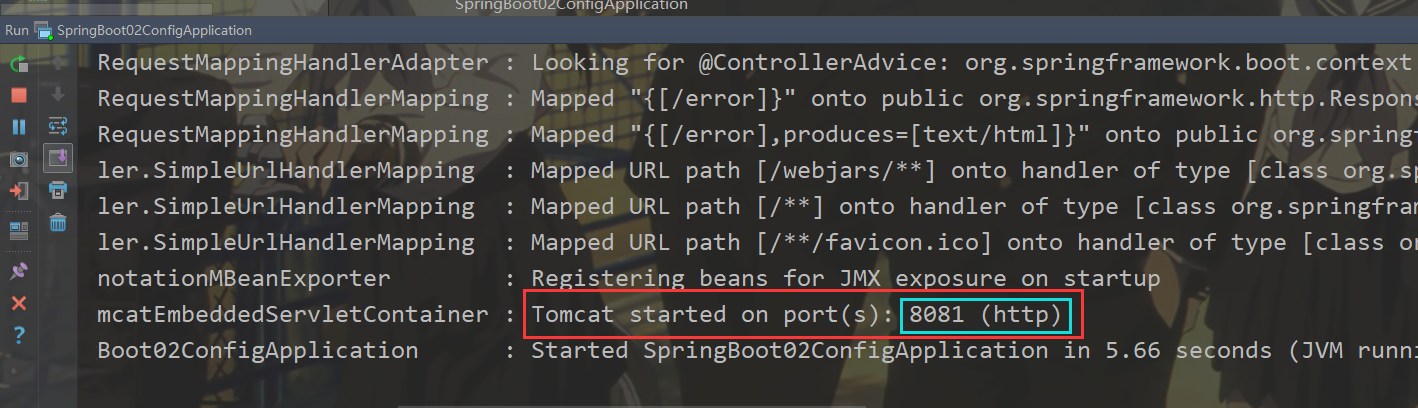 SpringBoot02ConfigApplication
Run SpringBoot02ConfigApplication
RequestMappingHandlerAdapter : Looking for @ControllerAdvice: org.springframework.boot.context
RequestMappingHandlerMapping : Mapped "{[/error]}" onto public org.springframework.http.Respons
RequestMappingHandlerMapping : Mapped "{[/error],produces=[text/html]}" onto public org.springf
ler.SimpleUrlHandlerMapping : Mapped URL path [/webjars/**] onto handler of type [class org.sp
ler.SimpleUrlHandlerMapping : Mapped URL path [/**] onto handler of type [class org.springfram
ler.SimpleUrlHandlerMapping : Mapped URL path [/**/favicon.ico] onto handler of type [class or
notationMBeanExporter : Registering beans for JMX exposure on startup
mcatEmbeddedServletContainer : Tomcat started on port(s): 8081 (http)
Boot02ConfigApplication : Started SpringBoot02ConfigApplication in 5.66 seconds (JVM runni